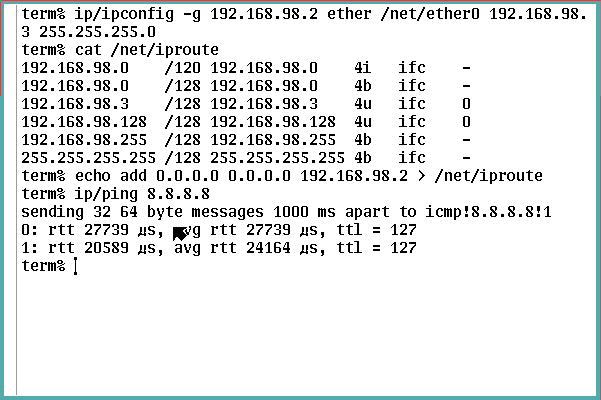 term% ip/ipconfig -g 192.168.98.2 ether /net/ether0 192.168.98.
3 255.255.255.0
term% cat /net/iproute
192.168.98.0    /120 192.168.98.0    4i   ifc    -
192.168.98.0    /128 192.168.98.0    4b   ifc    -
192.168.98.3    /128 192.168.98.3    4u   ifc    0
192.168.98.128  /128 192.168.98.128  4u   ifc    0
192.168.98.255  /128 192.168.98.255  4b   ifc    -
255.255.255.255 /128 255.255.255.255 4b   ifc    -
term% echo add 0.0.0.0 0.0.0.0 192.168.98.2 > /net/iproute
term% ip/ping 8.8.8.8
sending 32 64 byte messages 1000 ms apart to icmp!8.8.8.8!1
0: rtt 27739 µs, avg rtt 27739 µs, ttl = 127
1: rtt 20589 µs, avg rtt 24164 µs, ttl = 127
term%